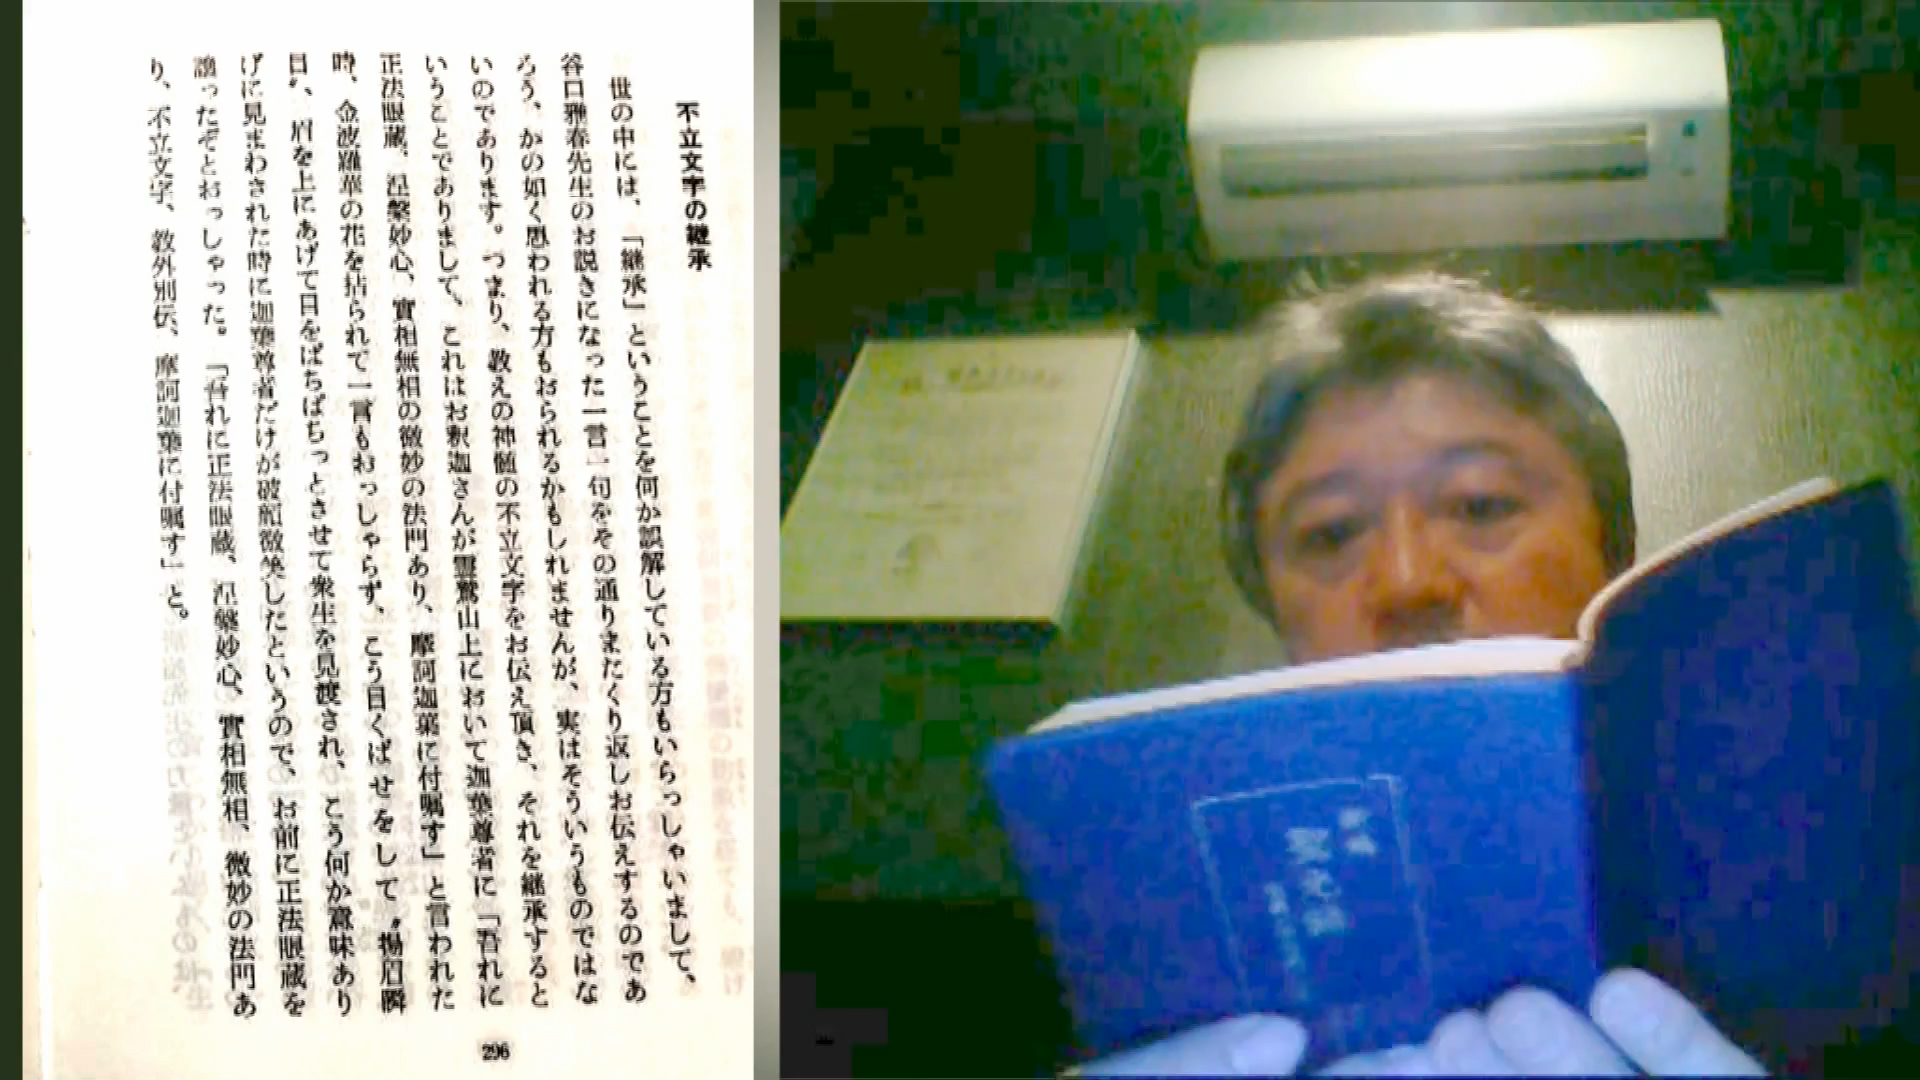 不立文字の継承
世の中には、「継承」ということを何か誤解している方もいらっしゃいまして、
谷口雅春先生のお説きになった一言一句をその通りまたくり返しお伝えするのであ
ろう、かの如く思われる方もおられるかもしれませんが、実はそういうものではな
いのであります。つまり、教えの神髄の不立文字をお伝え頂き、それを継承すると
いうことでありまして、これはお釈迦さんが霊鷲山上において迦葉尊者に「吾れに
正法眼蔵、涅槃妙心、實相無相の微妙の法門あり、摩訶迦葉に付嘱す」と言われた
時、金波羅華の花を拈られて一言もおっしゃらず、こう目くばせをして〝揚眉瞬
目〟、眉を上にあげて目をぱちぱちっとさせて衆生を見渡され、こう何か意味あり
げに見まわされた時に迦葉尊者だけが破顔微笑したというので、お前に正法眼蔵を
譲ったぞとおっしゃった。「吾れに正法眼蔵、涅槃妙心、實相無相、微妙の法門あ
り、不立文字、教外別伝、摩訶迦葉に付嘱す」と。
296